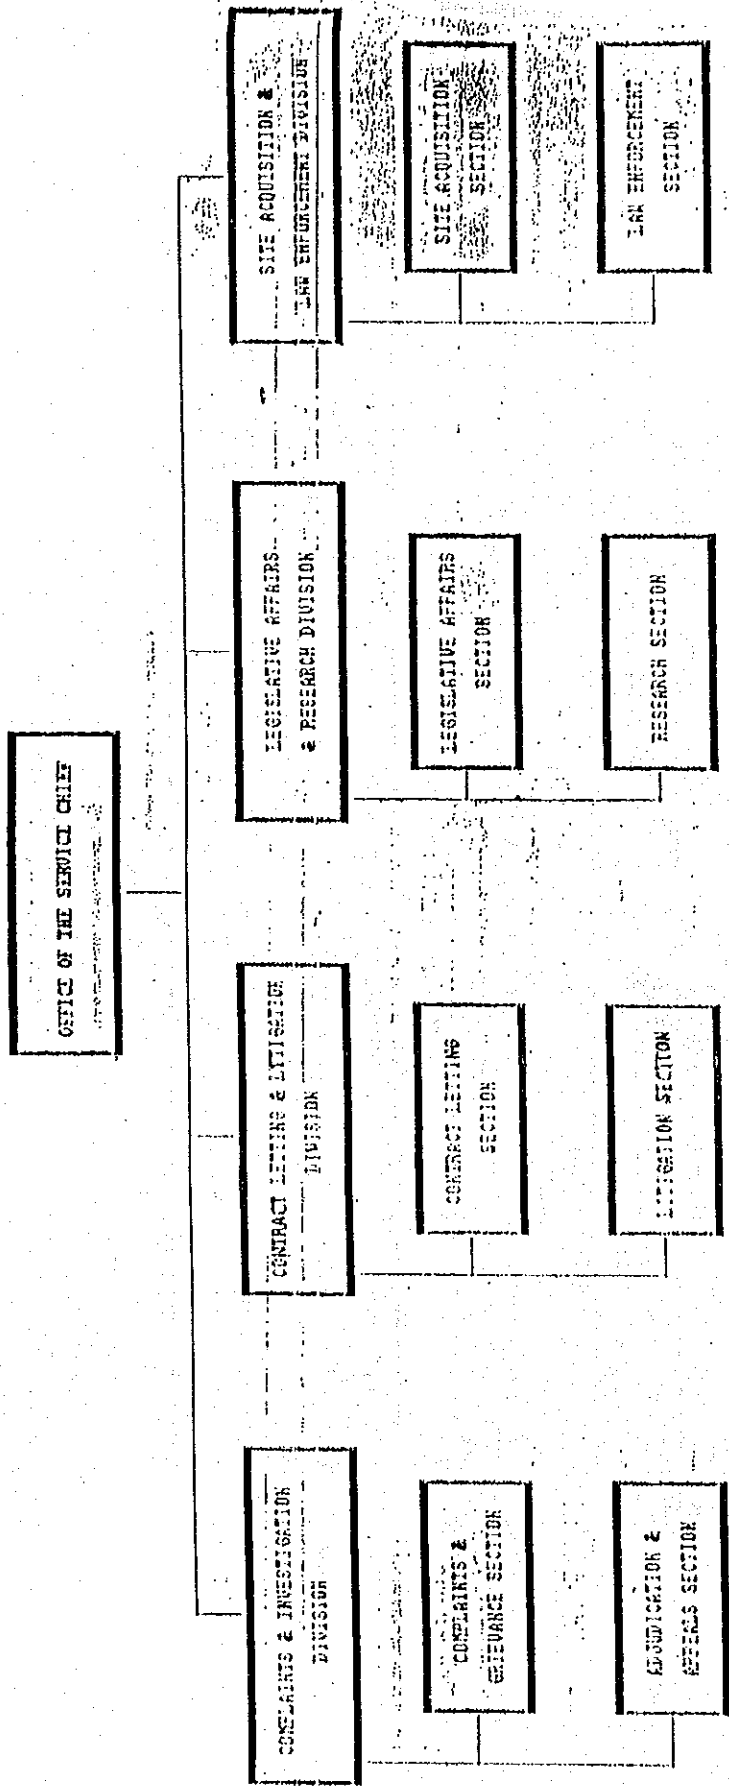 OFFICE OF THE SERVICE CHIEF
COMPLAINTS & INVESTIGATION
DIVISION
CONTRACT LETTING & LITIGATION
DIVISION
LEGISLATIVE AFFAIRS
& RESEARCH DIVISION
SITE ACQUISITION &
LAW ENFORCEMENT DIVISION
COMPLAINTS &
GRIEVANCE SECTION
CONTRACT LETTING
SECTION
LEGISLATIVE AFFAIRS
SECTION
SITE ACQUISITION
SECTION
ADJUDICATION &
APPEALS SECTION
LITIGATION SECITON
RESEARCH SECTION
LAW ENFORCEMENT
SECTION